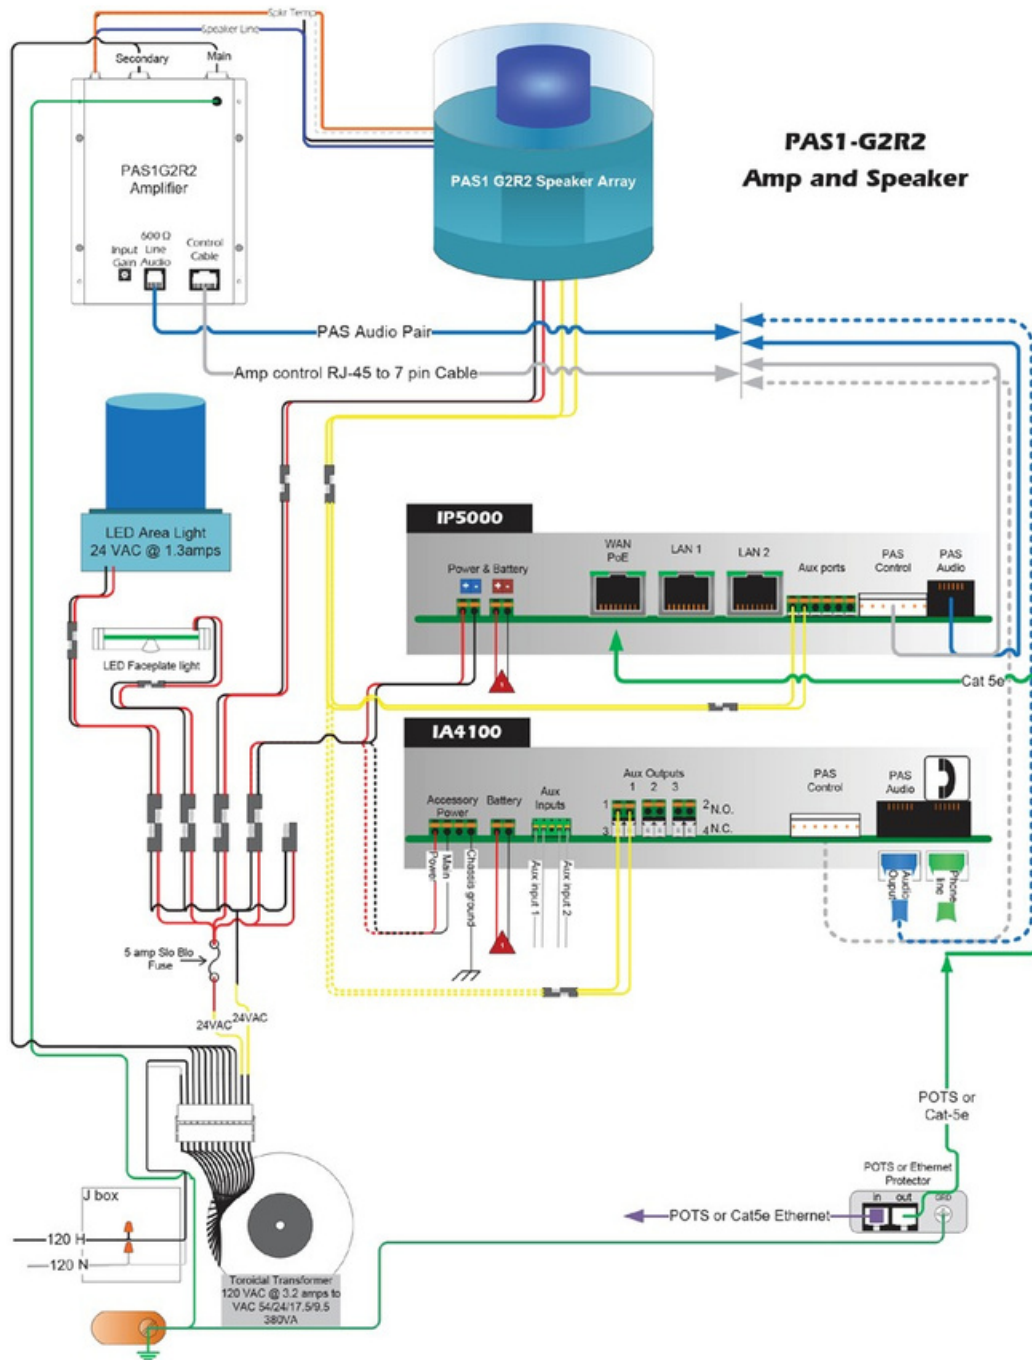 Spkr Temp
Speaker Line
Secondary
Main
PAS1G2R2
Amplifier
600 Ω
Line
Audio
Input
Gain
Control
Cable
PAS1 G2R2 Speaker Array
PAS1-G2R2
Amp and Speaker
PAS Audio Pair
Amp control RJ-45 to 7 pin Cable
LED Area Light
24 VAC @ 1.3amps
LED Faceplate light
IP5000
Power & Battery
WAN
PoE
LAN 1
LAN 2
Aux ports
PAS
Control
PAS
Audio
Cat 5e
IA4100
Accessory
Power
Battery
Aux
Inputs
Aux Outputs
1 2 3
1
3
2 N.O.
4 N.C.
PAS
Control
PAS
Audio
Power
Main
Chassis ground
Aux input 1
Aux input 2
Audio
Ouput
Phone
line
5 amp Slo Blo
Fuse
24VAC
24VAC
J box
120 H
120 N
Toroidal Transformer
120 VAC @ 3.2 amps to
VAC 54/24/17.5/9.5
380VA
POTS or
Cat-5e
POTS or Ethernet
Protector
in
out
GRD
POTS or Cat5e Ethernet